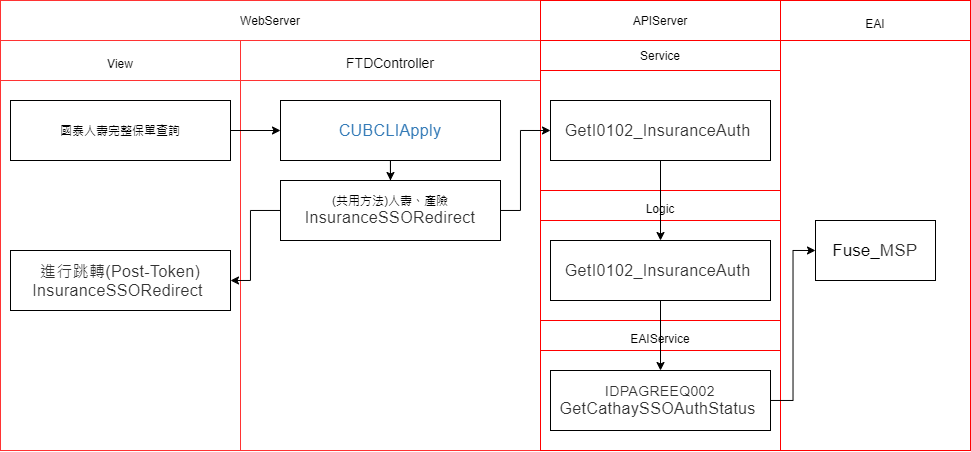 WebServer
APIServer
EAI
View
FTDController
Service
國泰人壽完整保單查詢
CUBCLIApply
GetI0102_InsuranceAuth
(共用方法)人壽、產險
InsuranceSSORedirect
Logic
進行跳轉(Post-Token)
InsuranceSSORedirect
GetI0102_InsuranceAuth
Fuse_MSP
EAIService
IDPAGREEQ002
GetCathaySSOAuthStatus